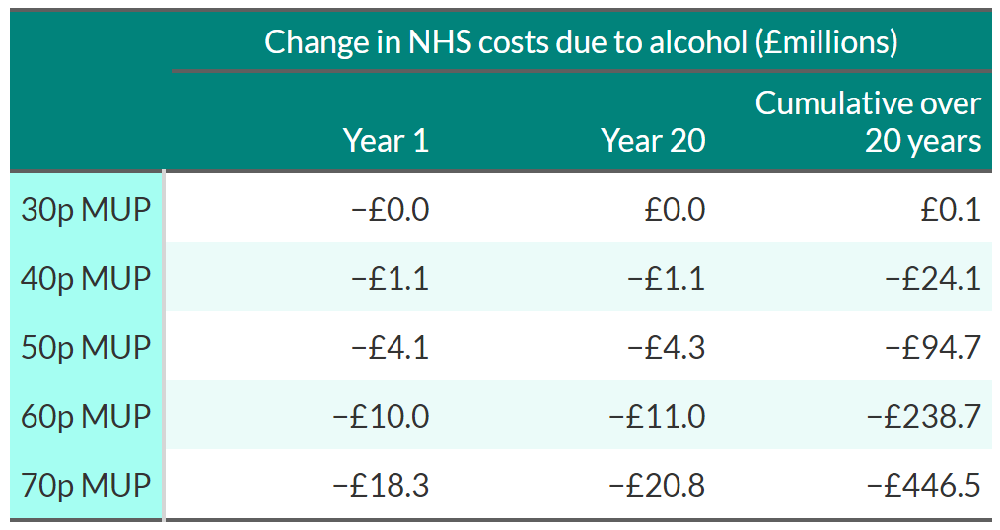 Change in NHS costs due to alcohol (£millions)
Year 1 Year 20 Cumulative over 20 years
30p MUP −£0.0 £0.0 £0.1
40p MUP −£1.1 −£1.1 −£24.1
50p MUP −£4.1 −£4.3 −£94.7
60p MUP −£10.0 −£11.0 −£238.7
70p MUP −£18.3 −£20.8 −£446.5